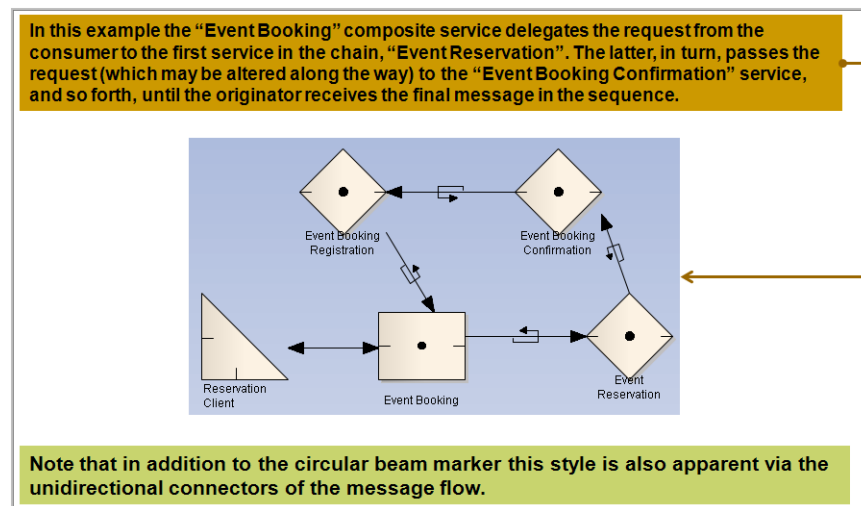 In this example the “Event Booking” composite service delegates the request from the
consumer to the first service in the chain, “Event Reservation”. The latter, in turn, passes the
request (which may be altered along the way) to the “Event Booking Confirmation” service,
and so forth, until the originator receives the final message in the sequence.
Event Booking
Registration
Event Booking
Confirmation
Reservation
Client
Event Booking
Event
Reservation
Note that in addition to the circular beam marker this style is also apparent via the
unidirectional connectors of the message flow.